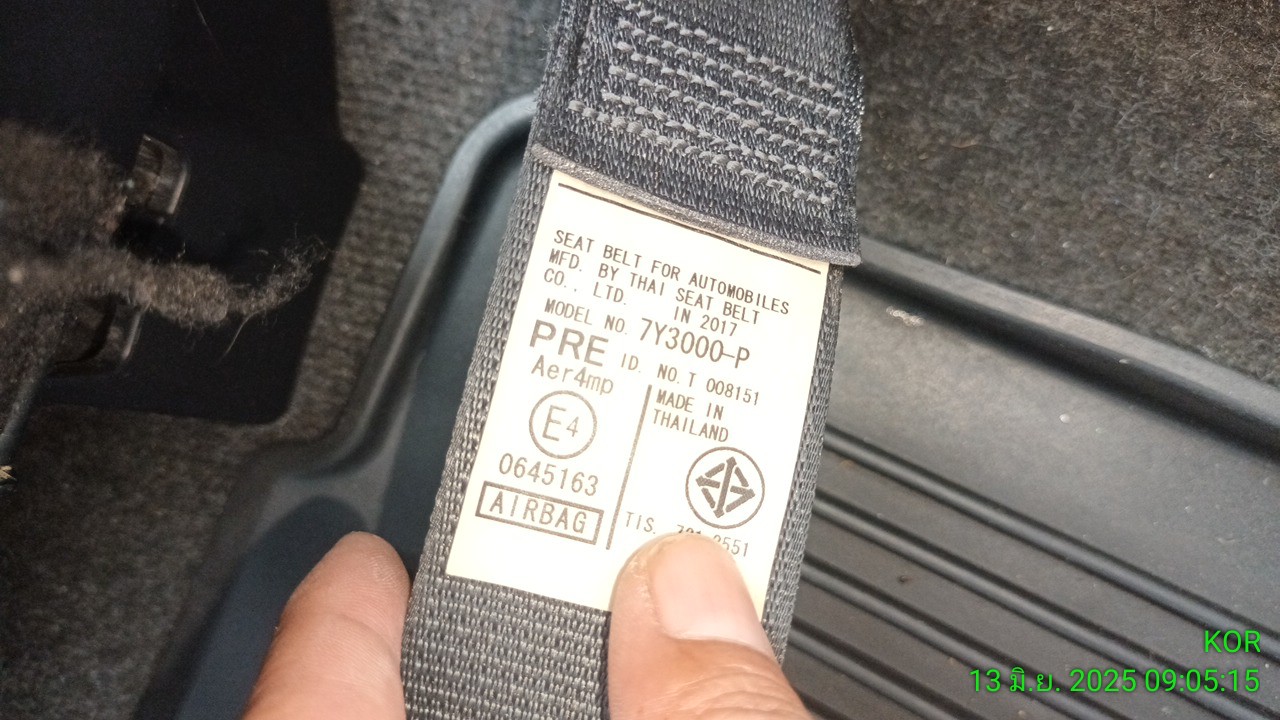 SEAT BELT FOR AUTOMOBILES
MFD. BY THAI SEAT BELT
CO., LTD. IN 2017
MODEL NO. 7Y3000-P
PRE ID. NO. T 008151
Aer4mp
E4
0645163
AIRBAG
MADE IN
THAILAND
TIS.
KOR
13 มิ.ย. 2025 09:05:15